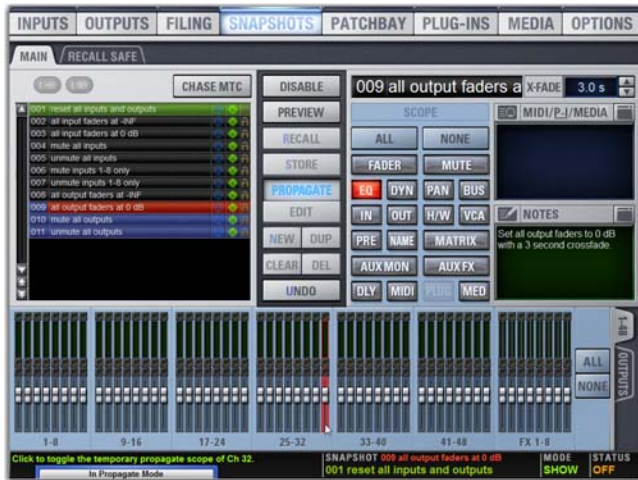 INPUTS OUTPUTS FILING SNAPSHOTS PATCHBAY PLUG-INS MEDIA OPTIONS
MAIN RECALL SAFE
CHASE MTC
001 reset all inputs and outputs
002 all input faders at -INF
003 all input faders at 0 dB
004 mute all inputs
005 unmute all inputs
006 mute inputs 1-8 only
007 unmute inputs 1-8 only
008 all output faders at -INF
009 all output faders at 0 dB
010 mute all outputs
011 unmute all outputs
DISABLE
PREVIEW
RECALL
STORE
PROPAGATE
EDIT
NEW DUP
CLEAR DEL
UNDO
009 all output faders a X-FADE 3.0 s
SCOPE
ALL NONE
FADER MUTE
EQ DYN PAN BUS
IN OUT H/W VCA
PRE NAME MATRIX
AUX MON AUX FX
DLY MIDI PLUG MED
MIDI/P-I/MEDIA
NOTES
Set all output faders to 0 dB
with a 3 second crossfade.
1-48
OUTPUTS
ALL
NONE
1-8 9-16 17-24 25-32 33-40 41-48 FX 1-8
Click to toggle the temporary propagate scope of Ch 32.
In Propagate Mode
SNAPSHOT 009 all output faders at 0 dB
001 reset all inputs and outputs
MODE
SHOW
STATUS
OFF